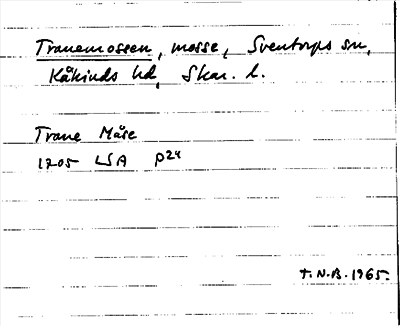 Tranemossen, mosse, Sventorps sn,
Kåkinds hd, Skar. l.
Trane Måse
1705 LSA P24
T.N.B. 1965.